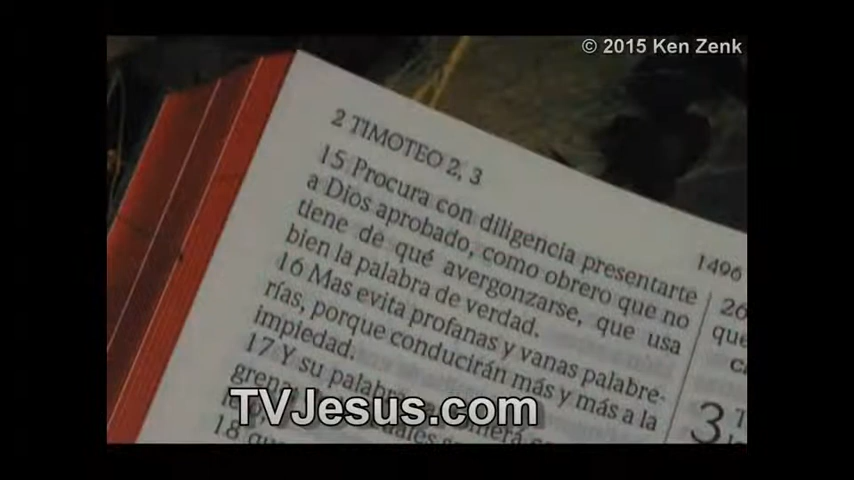 © 2015 Ken Zenk
2 TIMOTEO 2, 3
1496
15 Procura con diligencia presentarte
a Dios aprobado, como obrero que no
tiene de qué avergonzarse, que usa
bien la palabra de verdad.
16 Mas evita profanas y vanas palabre-
rías, porque conducirán más y más a la
impiedad.
17 Y su palabra
18 que
26
que
3
TVJesus.com